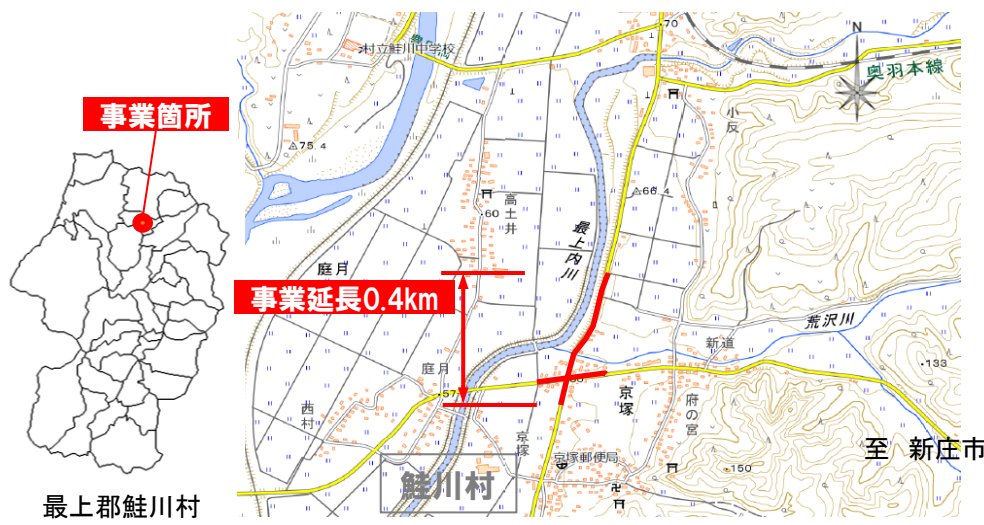 事業箇所
最上郡鮭川村
村立鮭川中学校
70
N
奥羽本線
小反
75.4
66.4
高土井
60
最上内川
庭月
事業延長0.4km
荒沢川
新道
133
庭月
57
60
西村
京塚
京塚
府の宮
至 新庄市
京塚郵便局
150
鮭川村